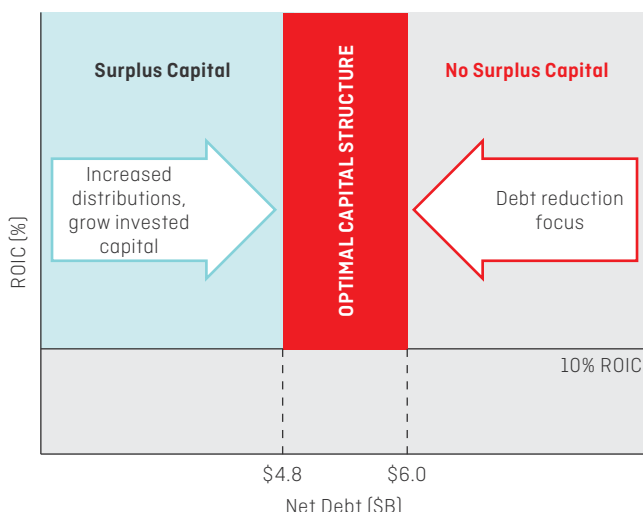 Surplus Capital
OPTIMAL CAPITAL STRUCTURE
No Surplus Capital
Increased
distributions,
grow invested
capital
Debt reduction
focus
ROIC (%)
10% ROIC
$4.8
$6.0
Net Debt ($B)